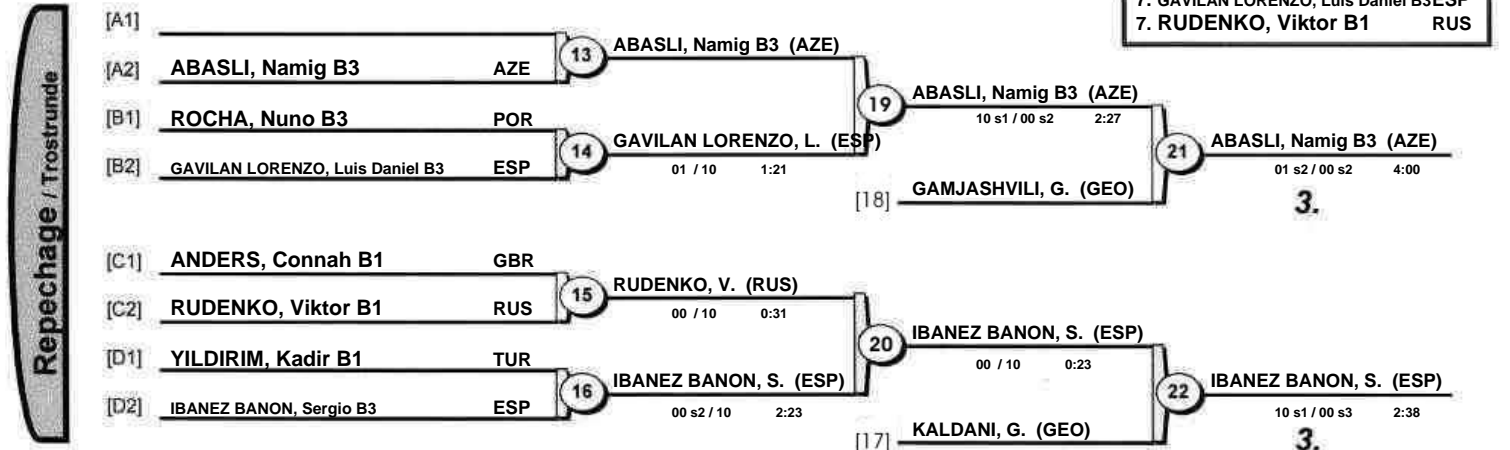 7. GAVILAN LORENZO, Luis Daniel B3 ESP
7. RUDENKO, Viktor B1 RUS
Repechage / Trostrunde
[A1]
[A2] ABASLI, Namig B3 AZE
13 ABASLI, Namig B3 (AZE)
[B1] ROCHA, Nuno B3 POR
[B2] GAVILAN LORENZO, Luis Daniel B3 ESP
14 GAVILAN LORENZO, L. (ESP)
01 / 10 1:21
19 ABASLI, Namig B3 (AZE)
10 s1 / 00 s2 2:27
[18] GAMJASHVILI, G. (GEO)
21 ABASLI, Namig B3 (AZE)
01 s2 / 00 s2 4:00
3.
[C1] ANDERS, Connah B1 GBR
[C2] RUDENKO, Viktor B1 RUS
15 RUDENKO, V. (RUS)
00 / 10 0:31
[D1] YILDIRIM, Kadir B1 TUR
[D2] IBANEZ BANON, Sergio B3 ESP
16 IBANEZ BANON, S. (ESP)
00 s2 / 10 2:23
20 IBANEZ BANON, S. (ESP)
00 / 10 0:23
[17] KALDANI, G. (GEO)
22 IBANEZ BANON, S. (ESP)
10 s1 / 00 s3 2:38
3.